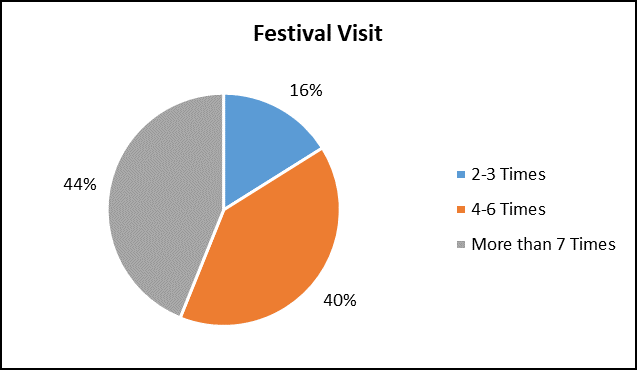 Festival Visit
16%
44%
40%
2-3 Times
4-6 Times
More than 7 Times